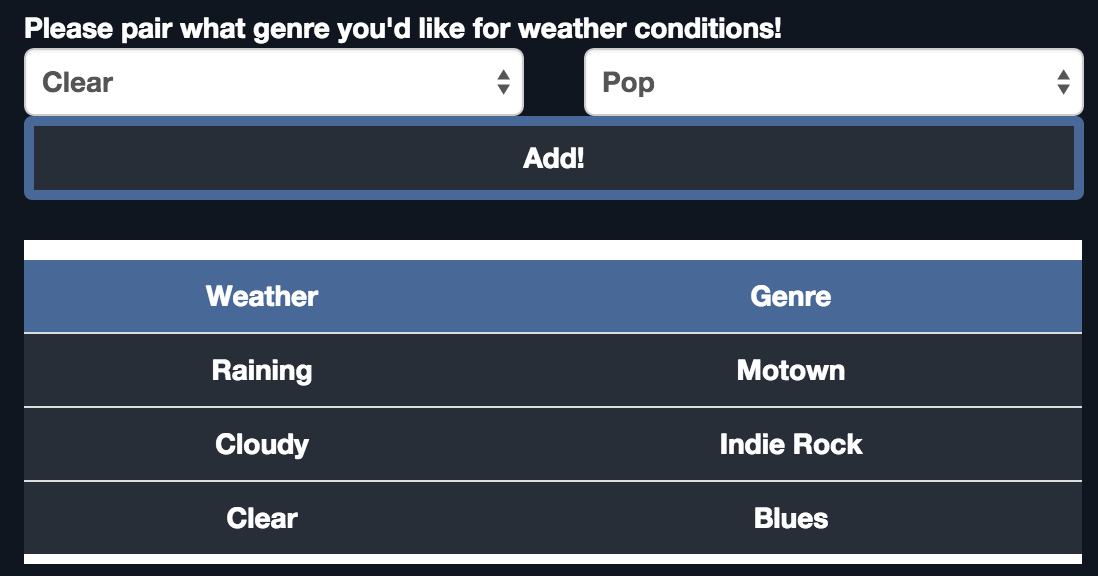 Please pair what genre you'd like for weather conditions!
Clear Pop
Add!
Weather Genre
Raining Motown
Cloudy Indie Rock
Clear Blues